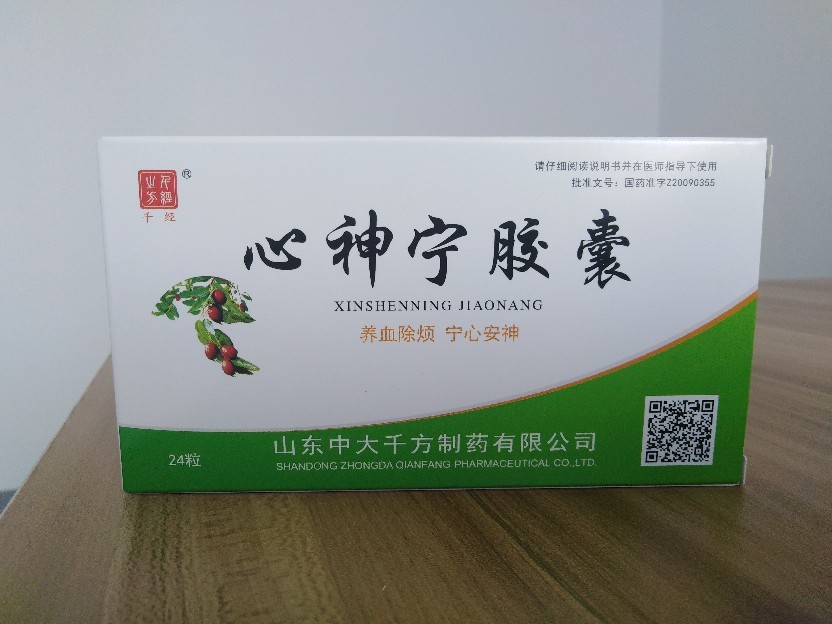 请仔细阅读说明书并在医师指导下使用
批准文号：国药准字Z20090355
®
千经
心神宁胶囊
XINSHENNING JIAONANG
养血除烦 宁心安神
24粒
山东中大千方制药有限公司
SHANDONG ZHONGDA QIANFANG PHARMACEUTICAL CO.,LTD.